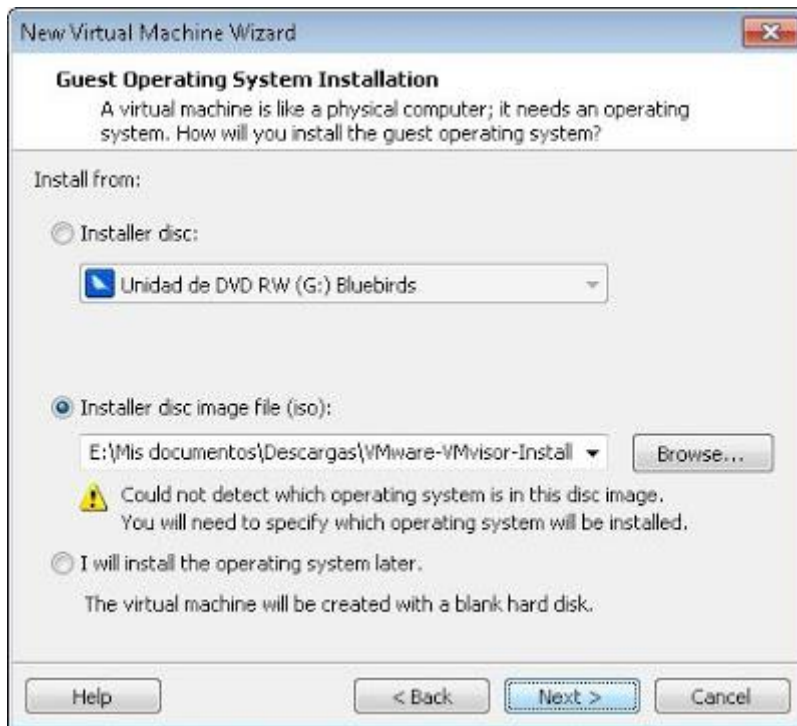 New Virtual Machine Wizard
Guest Operating System Installation
A virtual machine is like a physical computer; it needs an operating
system. How will you install the guest operating system?
Install from:
Installer disc:
Unidad de DVD RW (G:) Bluebirds
Installer disc image file (iso):
E:\Mis documentos\Descargas\VMware-VMvisor-Install
Browse...
Could not detect which operating system is in this disc image.
You will need to specify which operating system will be installed.
I will install the operating system later.
The virtual machine will be created with a blank hard disk.
Help
< Back
Next >
Cancel